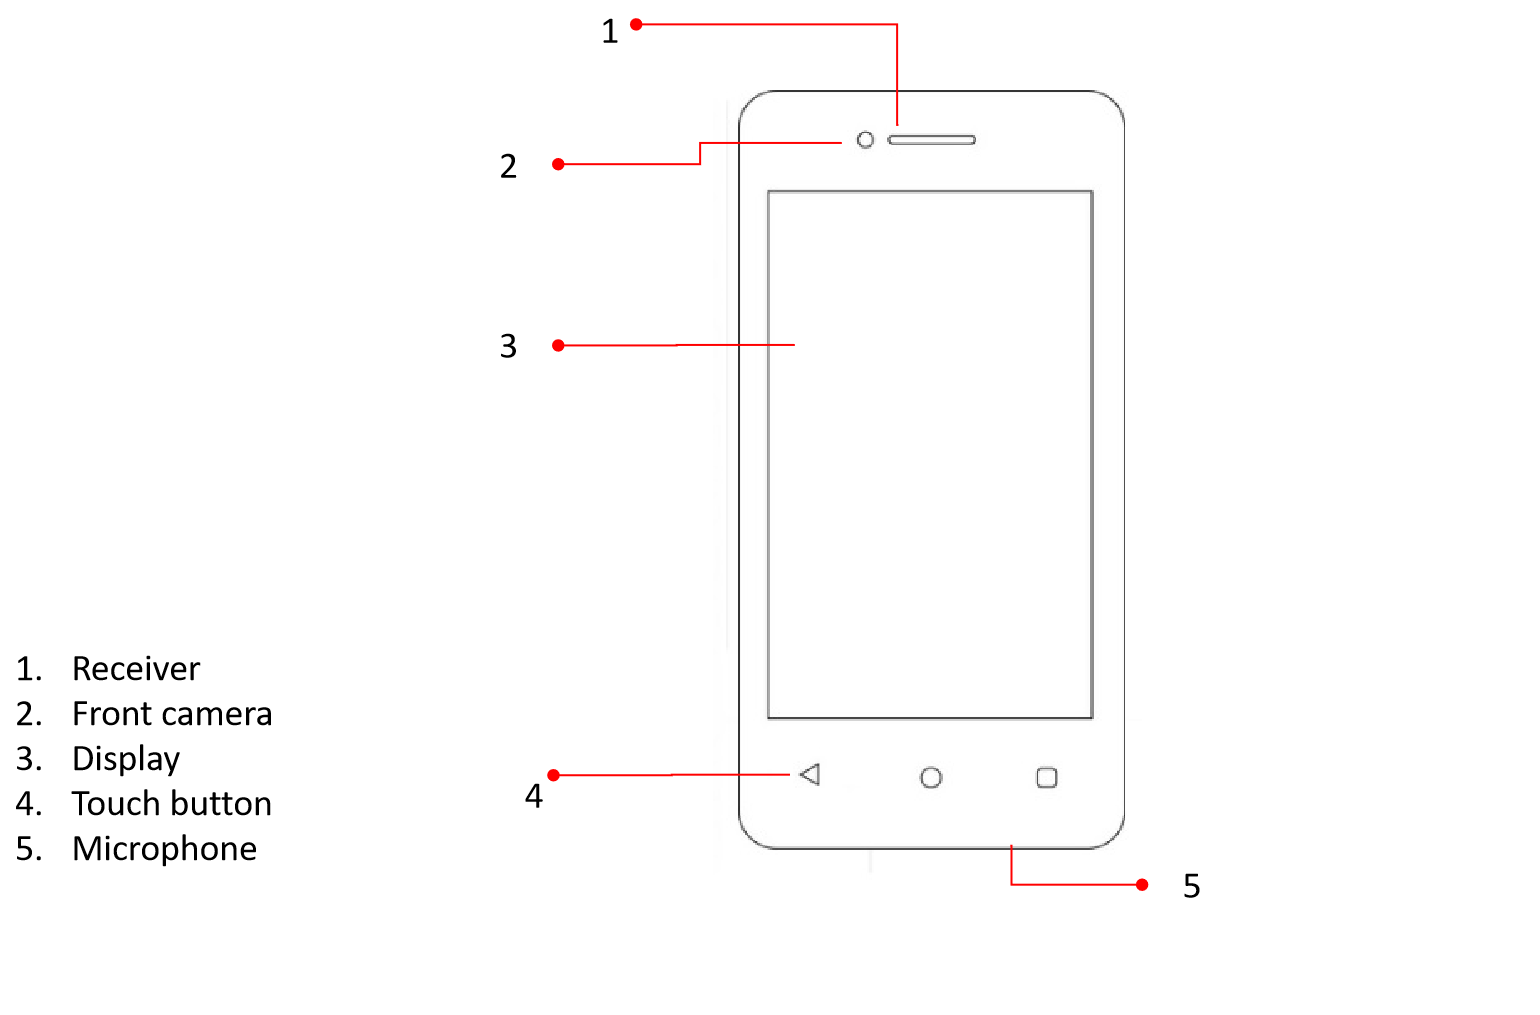 1
2
3
4
5
1. Receiver
2. Front camera
3. Display
4. Touch button
5. Microphone